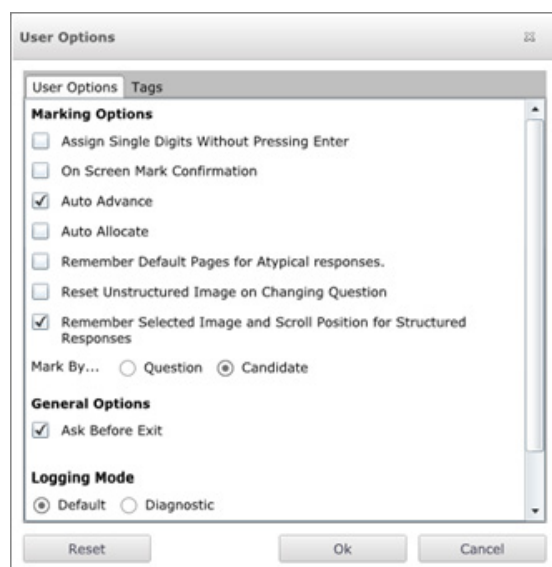 User Options
User Options Tags
Marking Options
Assign Single Digits Without Pressing Enter
On Screen Mark Confirmation
Auto Advance
Auto Allocate
Remember Default Pages for Atypical responses.
Reset Unstructured Image on Changing Question
Remember Selected Image and Scroll Position for Structured
Responses
Mark By... Question Candidate
General Options
Ask Before Exit
Logging Mode
Default Diagnostic
Reset Ok Cancel